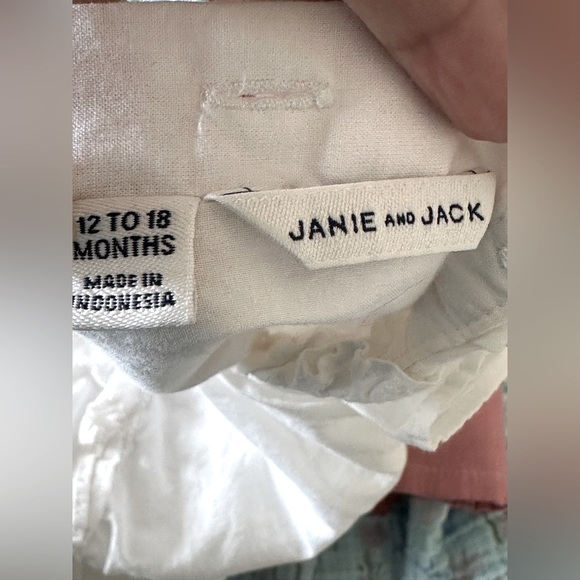 12 TO 18
MONTHS
MADE IN
INDONESIA
JANIE AND JACK